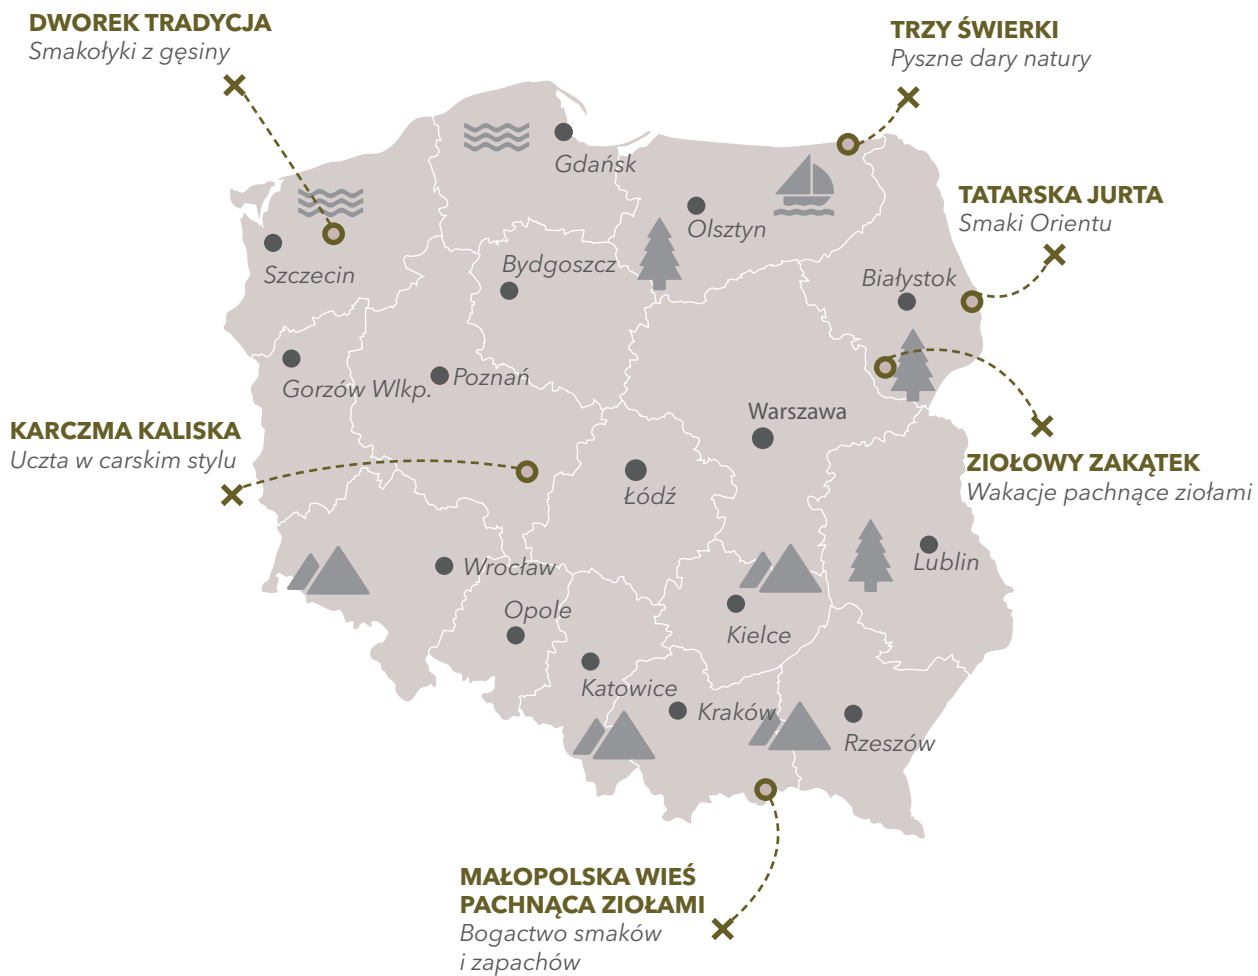 DWOREK TRADYCJA
Smakołyki z gęsiny
TRZY ŚWIERKI
Pyszne dary natury
Gdańsk
TATARSKA JURTA
Smaki Orientu
Olsztyn
Szczecin
Bydgoszcz
Białystok
Gorzów Wlkp.
Poznań
Warszawa
KARCZMA KALISKA
Uczta w carskim stylu
ZIOŁOWY ZAKĄTEK
Wakacje pachnące ziołami
Łódź
Wrocław
Lublin
Opole
Kielce
Katowice
Kraków
Rzeszów
MAŁOPOLSKA WIEŚ
PACHNĄCA ZIOŁAMI
Bogactwo smaków
i zapachów